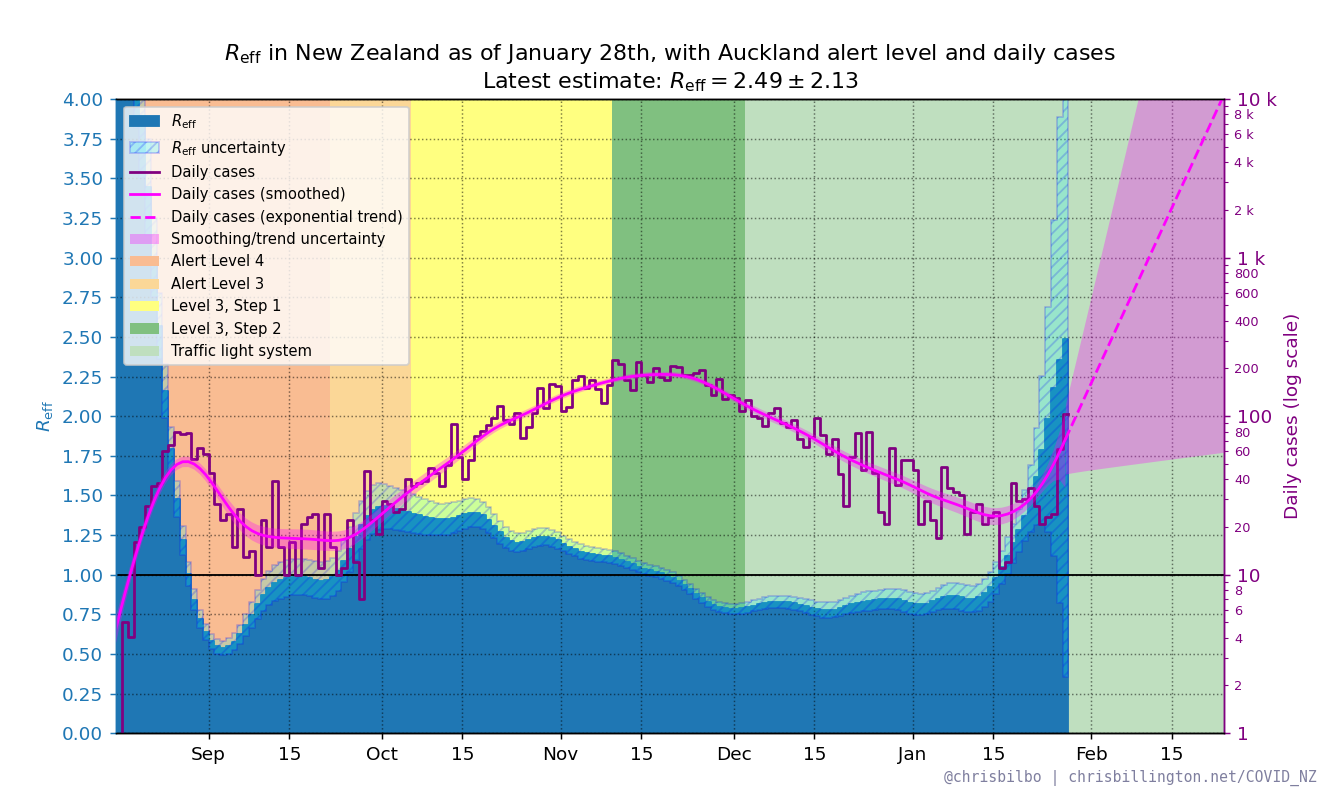 Reff in New Zealand as of January 28th, with Auckland alert level and daily cases
Latest estimate: Reff = 2.49 ± 2.13
4.00
3.75
3.50
3.25
3.00
2.75
2.50
2.25
2.00
1.75
1.50
1.25
1.00
0.75
0.50
0.25
0.00
Reff
Reff
Reff uncertainty
Daily cases
Daily cases (smoothed)
Daily cases (exponential trend)
Smoothing/trend uncertainty
Alert Level 4
Alert Level 3
Level 3, Step 1
Level 3, Step 2
Traffic light system
10 k
8 k
6 k
4 k
2 k
1 k
800
600
400
200
100
80
60
40
20
10
8
6
4
2
1
Daily cases (log scale)
Sep 15 Oct 15 Nov 15 Dec 15 Jan 15 Feb 15
@chrisbilbo | chrisbillington.net/COVID_NZ